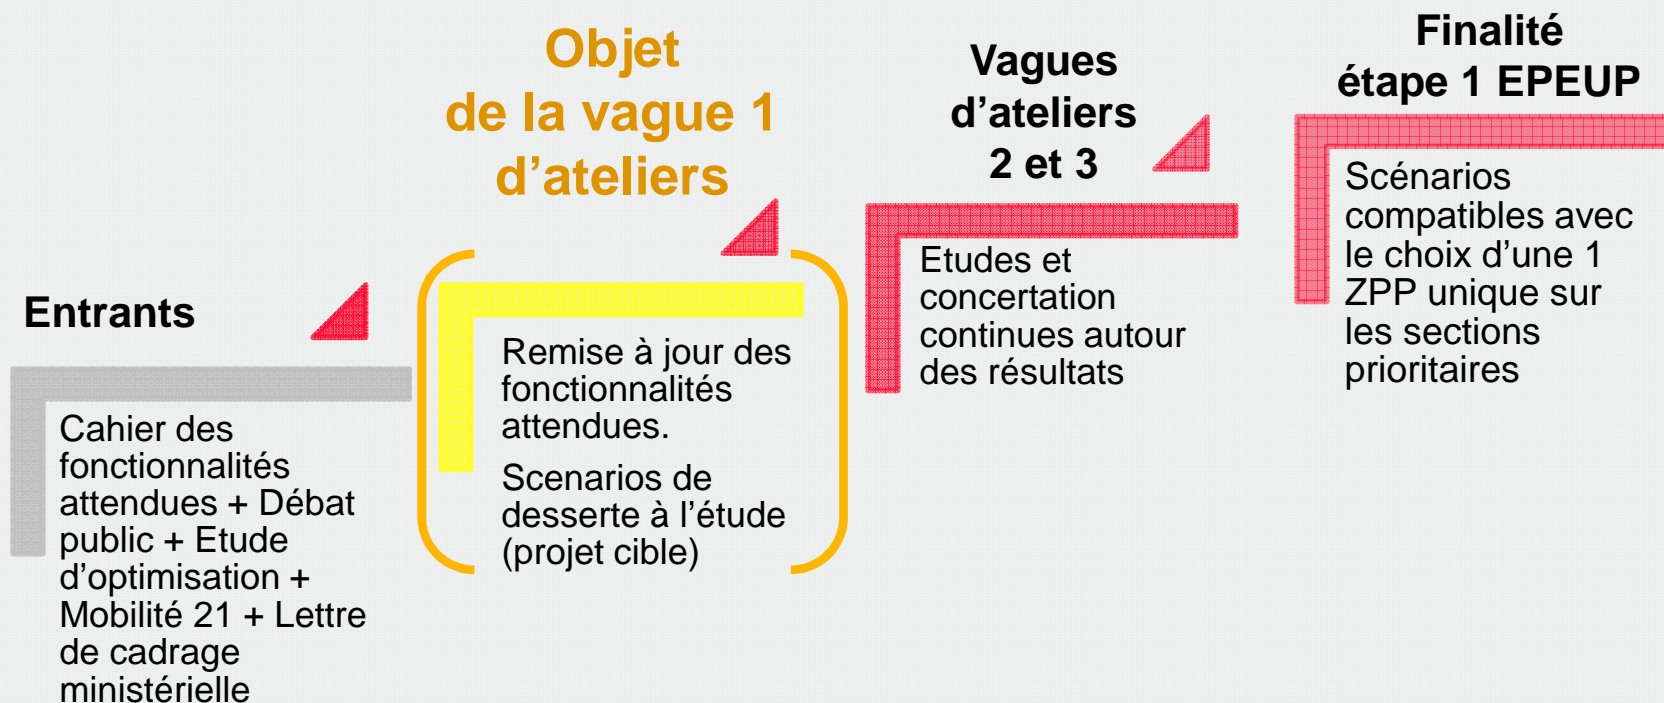 Entrants
Cahier des
fonctionnalités
attendues + Débat
public + Etude
d'optimisation +
Mobilité 21 + Lettre
de cadrage
ministérielle
Objet
de la vague 1
d'ateliers
Remise à jour des
fonctionnalités
attendues.
Scenarios de
desserte à l'étude
(projet cible)
Vagues
d'ateliers
2 et 3
Etudes et
concertation
continues autour
des résultats
Finalité
étape 1 EPEUP
Scénarios
compatibles avec
le choix d'une 1
ZPP unique sur
les sections
prioritaires